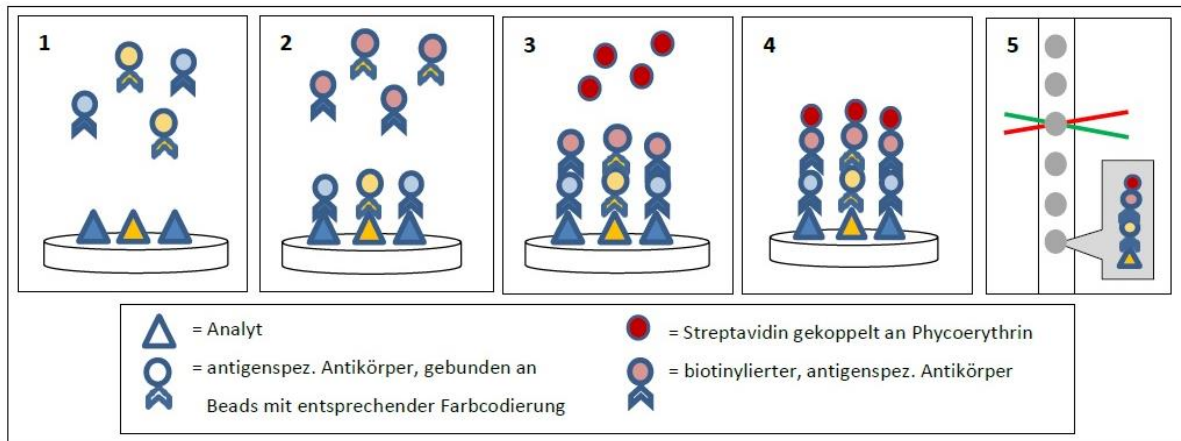 1
2
3
4
5
= Analyt
= antigenspez. Antikörper, gebunden an
Beads mit entsprechender Farbcodierung
= Streptavidin gekoppelt an Phycoerythrin
= biotinylierter, antigenspez. Antikörper